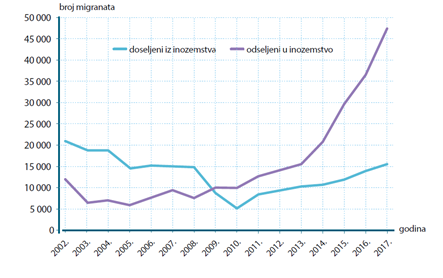 broj migranata
50 000
45 000
40 000
35 000
30 000
25 000
20 000
15 000
10 000
5 000
0
doseljeni iz inozemstva
odseljeni u inozemstvo
godina
2002. 2003. 2004. 2005. 2006. 2007. 2008. 2009. 2010. 2011. 2012. 2013. 2014. 2015. 2016. 2017.